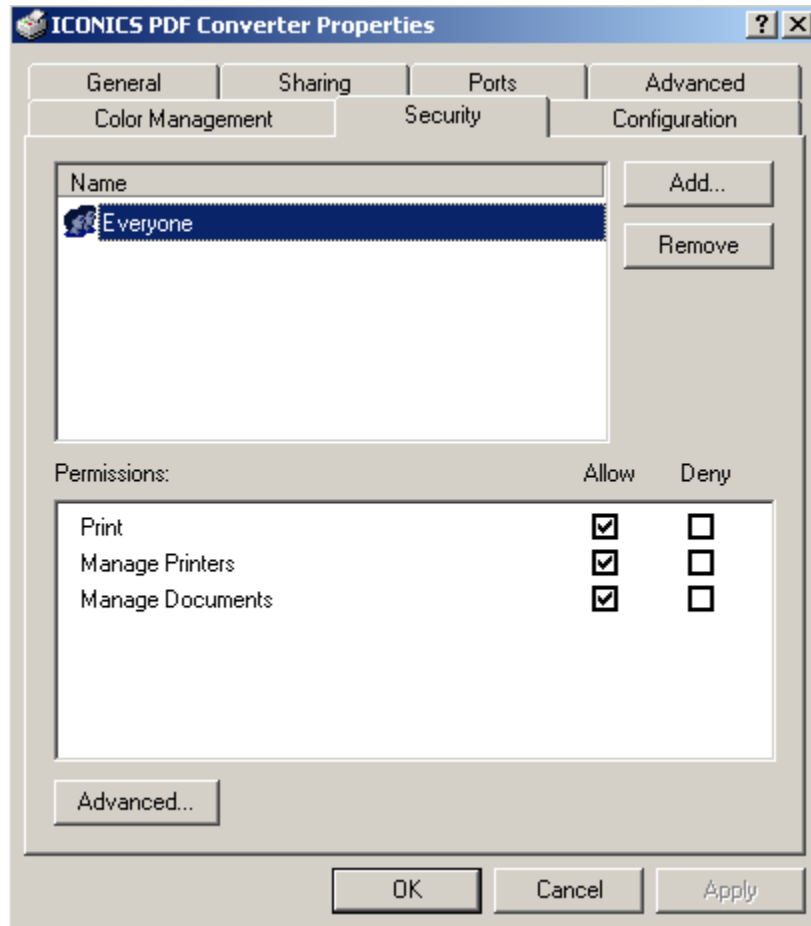 ICONICS PDF Converter Properties
General Sharing Ports Advanced
Color Management Security Configuration
Name
Everyone
Add...
Remove
Permissions: Allow Deny
Print
Manage Printers
Manage Documents
Advanced...
OK Cancel Apply